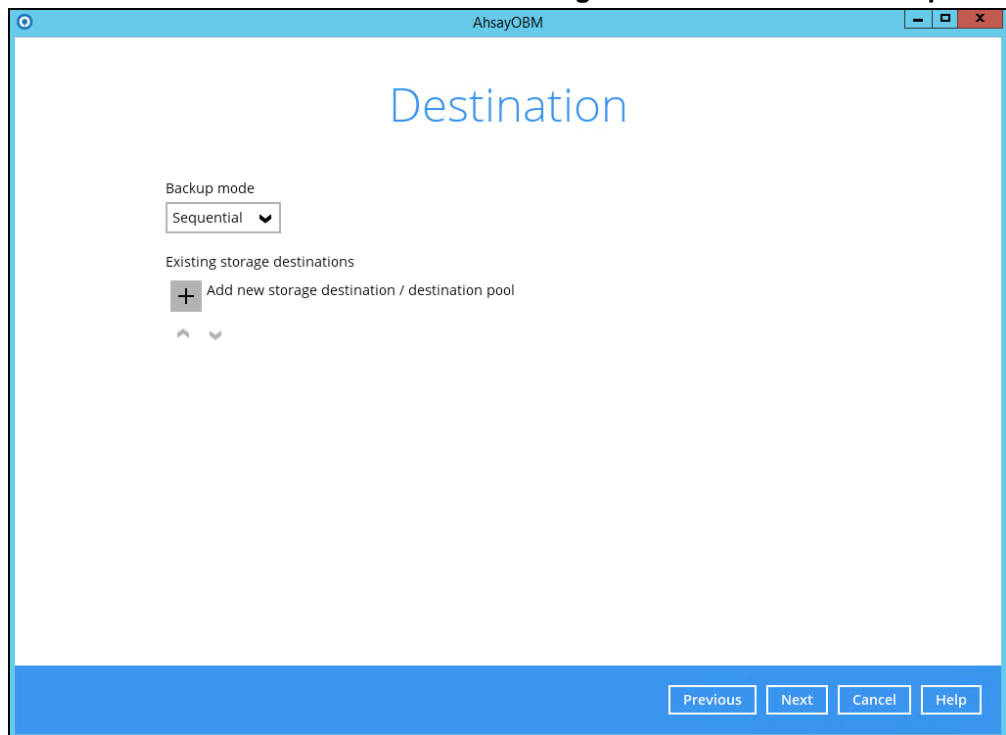 AhsayOBM
Destination
Backup mode
Sequential
Existing storage destinations
Add new storage destination / destination pool
Previous Next Cancel Help